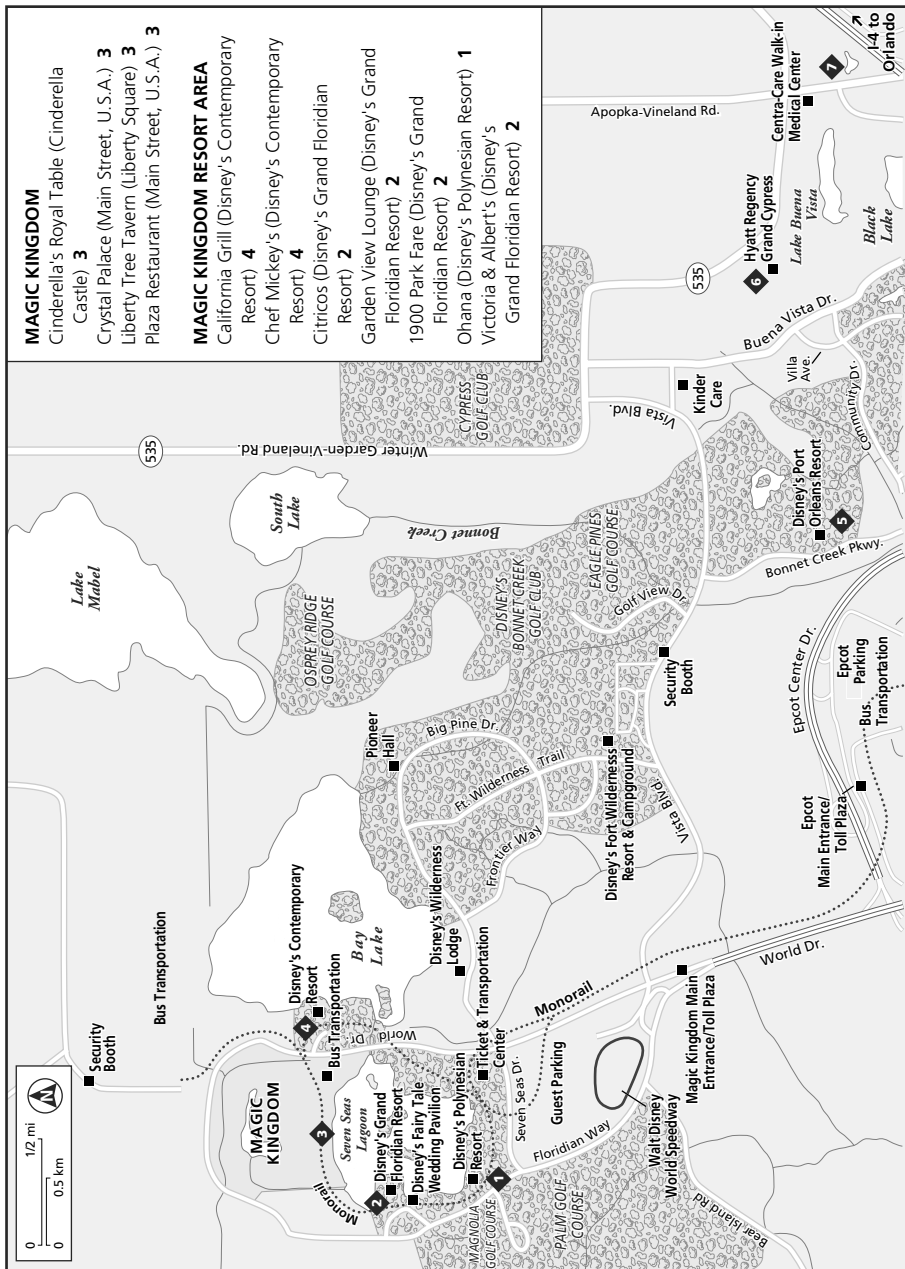 MAGIC KINGDOM
Cinderella's Royal Table (Cinderella
Castle) 3
Crystal Palace (Main Street, U.S.A.) 3
Liberty Tree Tavern (Liberty Square) 3
Plaza Restaurant (Main Street, U.S.A.) 3
MAGIC KINGDOM RESORT AREA
California Grill (Disney's Contemporary
Resort) 4
Chef Mickey's (Disney's Contemporary
Resort) 4
Citricos (Disney's Grand Floridian
Resort) 2
Garden View Lounge (Disney's Grand
Floridian Resort) 2
1900 Park Fare (Disney's Grand
Floridian Resort) 2
Ohana (Disney's Polynesian Resort) 1
Victoria & Albert's (Disney's
Grand Floridian Resort) 2
0
1/2 mi
0
0.5 km
N
Security
Booth
Bus Transportation
Lake
Mabel
South
Lake
535
Winter Garden-Vineland Rd.
CYPRESS
GOLF CLUB
Apopka-Vineland Rd.
I-4 to
Orlando
7
Centra-Care Walk-in
Medical Center
Hyatt Regency
Grand Cypress
6
Lake Buena
Vista
Black
Lake
535
Buena Vista Dr.
Villa
Ave.
Community Dr.
Kinder
Care
Vista Blvd.
Bonnet Creek
OSPREY RIDGE
GOLF COURSE
DISNEY'S
BONNET CREEK
GOLF CLUB
EAGLE PINES
GOLF COURSE
Golf View Dr.
Disney's Port
Orleans Resort
5
Bonnet Creek Pkwy.
Security
Booth
Pioneer
Hall
Big Pine Dr.
Ft. Wilderness Trail
Frontier Way
Disney's Fort Wildernesss
Resort & Campground
Vista Blvd.
Epcot Center Dr.
Epcot
Parking
Bus.
Transportation
Epcot
Main Entrance/
Toll Plaza
Disney's Contemporary
Resort
4
Bus Transportation
Bay
Lake
Disney's Wilderness
Lodge
World Dr.
MAGIC
KINGDOM
3
Seven Seas
Lagoon
Monorail
2
Disney's Grand
Floridian Resort
Disney's Fairy Tale
Wedding Pavilion
Disney's Polynesian
Resort
1
Ticket & Transportation
Center
Monorail
Seven Seas Dr.
Guest Parking
World Dr.
Magic Kingdom Main
Entrance/Toll Plaza
Walt Disney
World Speedway
Floridian Way
MAGNOLIA
GOLF COURSE
PALM GOLF
COURSE
Bear Island Rd